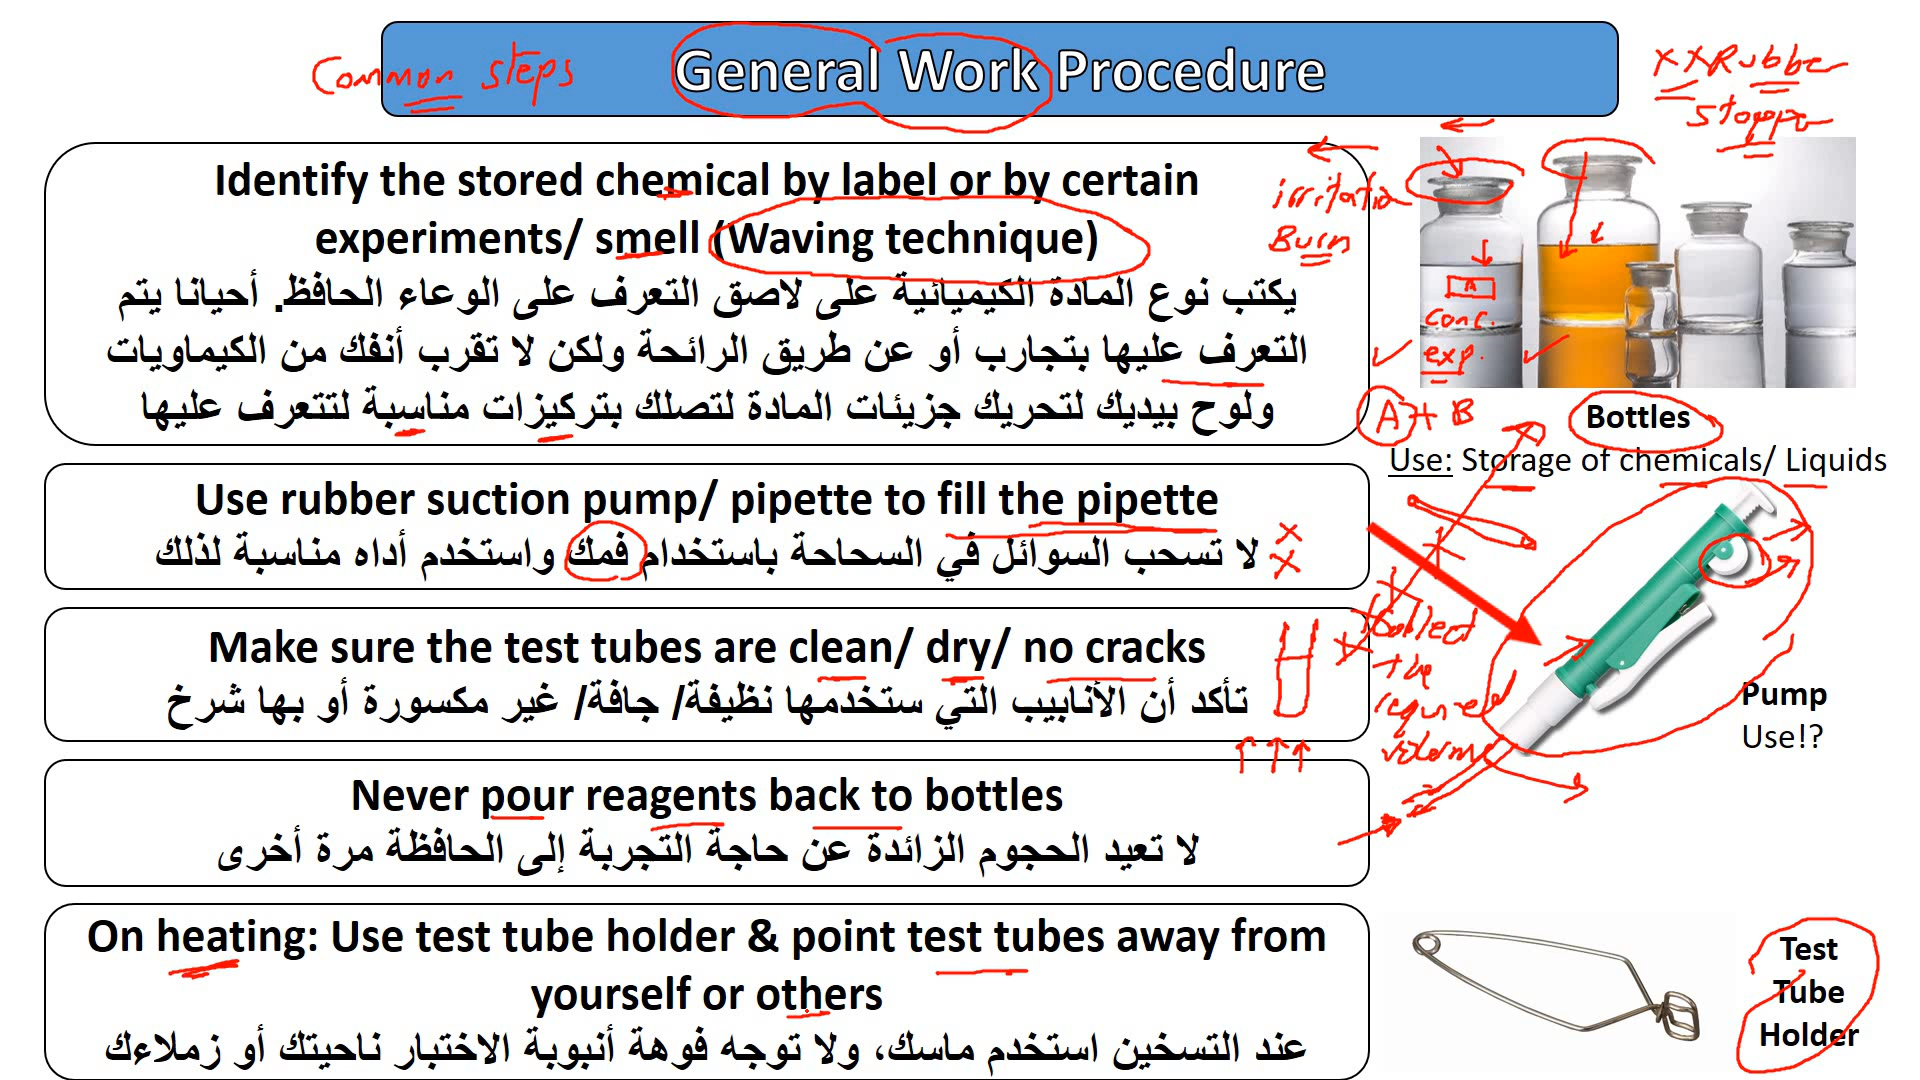 Common steps
General Work Procedure
XX Rubber
Stopper
Identify the stored chemical by label or by certain
experiments/ smell (Waving technique)
يكتب نوع المادة الكيميائية على لاصق التعرف على الوعاء الحافظ. أحيانا يتم
التعرف عليها بتجارب أو عن طريق الرائحة ولكن لا تقرب أنفك من الكيماويات
ولوح بيديك لتحريك جزيئات المادة لتصلك بتركيزات مناسبة لتتعرف عليها
irritation
Burn
A
Conc.
exp.
A + B
Bottles
Use: Storage of chemicals/ Liquids
Use rubber suction pump/ pipette to fill the pipette
لا تسحب السوائل في السحاحة باستخدام فمك واستخدم أداه مناسبة لذلك
X
X
Make sure the test tubes are clean/ dry/ no cracks
تأكد أن الأنابيب التي ستخدمها نظيفة/ جافة/ غير مكسورة أو بها شرخ
Collect
the
required
volume
Pump
Use!?
Never pour reagents back to bottles
لا تعيد الحجوم الزائدة عن حاجة التجربة إلى الحافظة مرة أخرى
On heating: Use test tube holder & point test tubes away from
yourself or others
عند التسخين استخدم ماسك، ولا توجه فوهة أنبوبة الاختبار ناحيتك أو زملاءك
Test
Tube
Holder